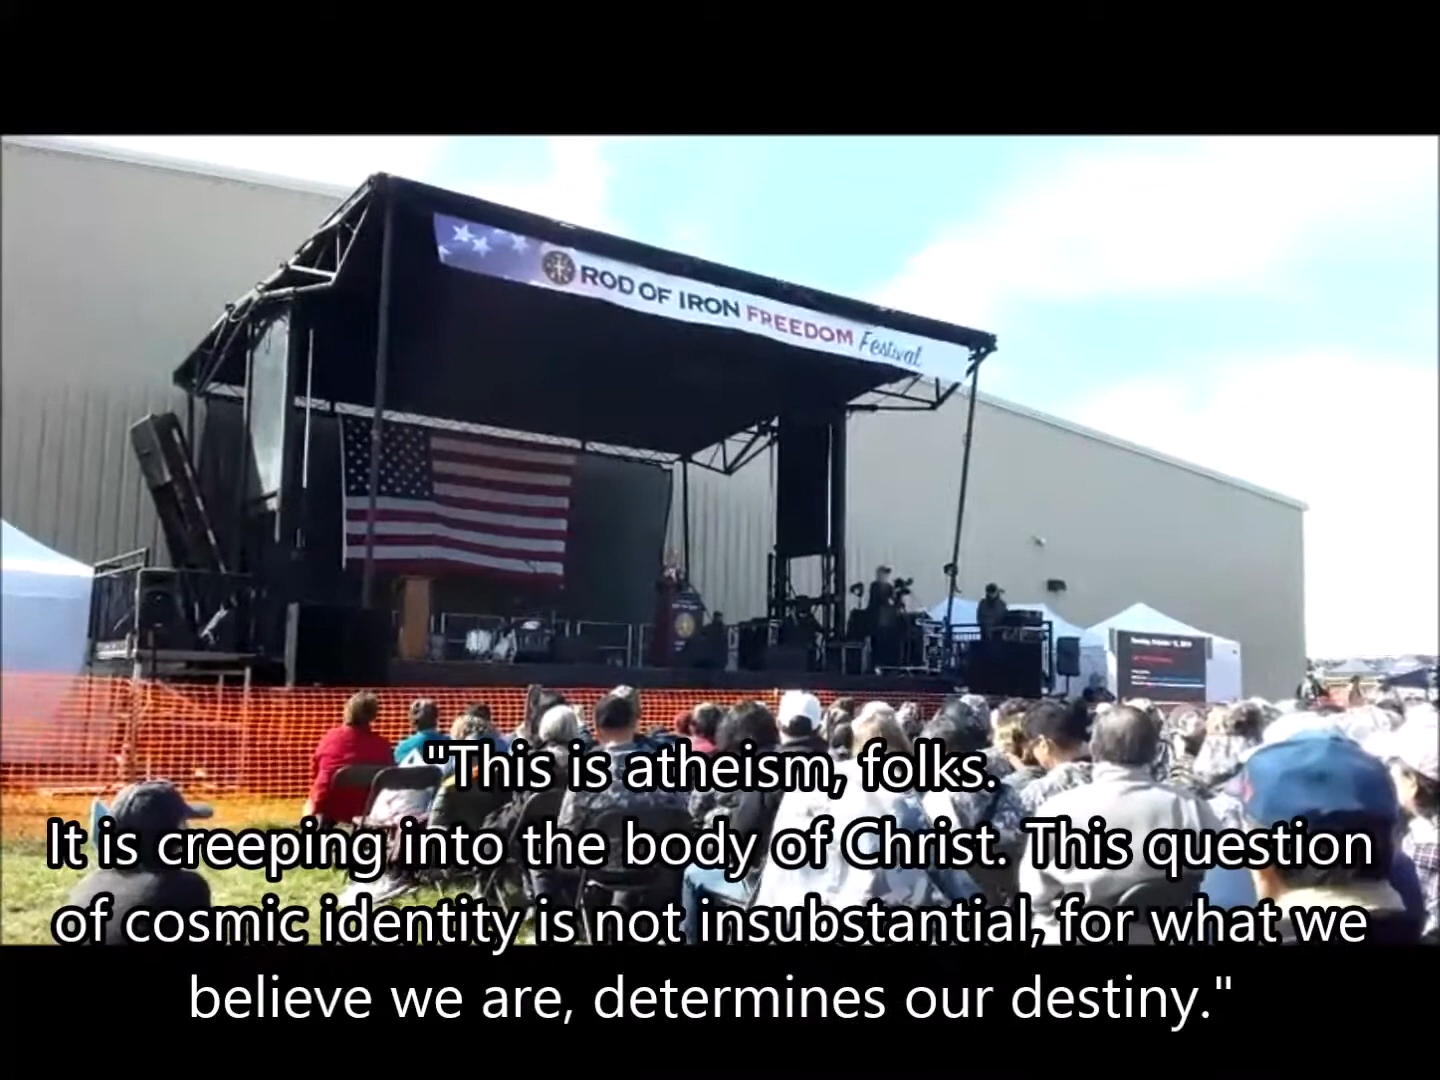 ROD OF IRON FREEDOM Festival
"This is atheism, folks.
It is creeping into the body of Christ. This question
of cosmic identity is not insubstantial, for what we
believe we are, determines our destiny."